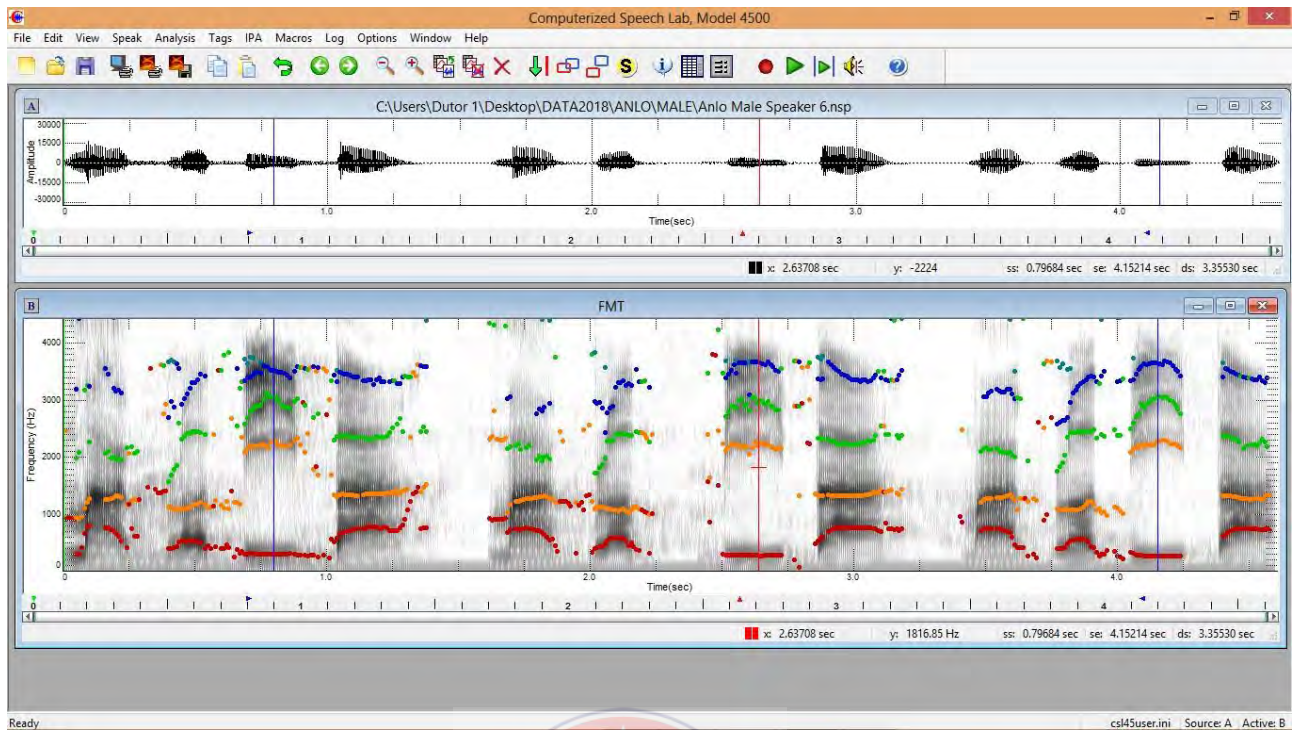 Computerized Speech Lab, Model 4500
File Edit View Speak Analysis Tags IPA Macros Log Options Window Help
A
C:\Users\Dutor 1\Desktop\DATA2018\ANLO\MALE\Anlo Male Speaker 6.nsp
30000
15000
0
-15000
-30000
Amplitude
0 1.0 2.0 3.0 4.0
Time(sec)
0 1 2 3 4
x: 2.63708 sec y: -2224 ss: 0.79684 sec se: 4.15214 sec ds: 3.35530 sec
B
FMT
4000
3000
2000
1000
0
Frequency (Hz)
0 1.0 2.0 3.0 4.0
Time(sec)
0 1 2 3 4
x: 2.63708 sec y: 1816.85 Hz ss: 0.79684 sec se: 4.15214 sec ds: 3.35530 sec
Ready csl45user.ini Source: A Active: B